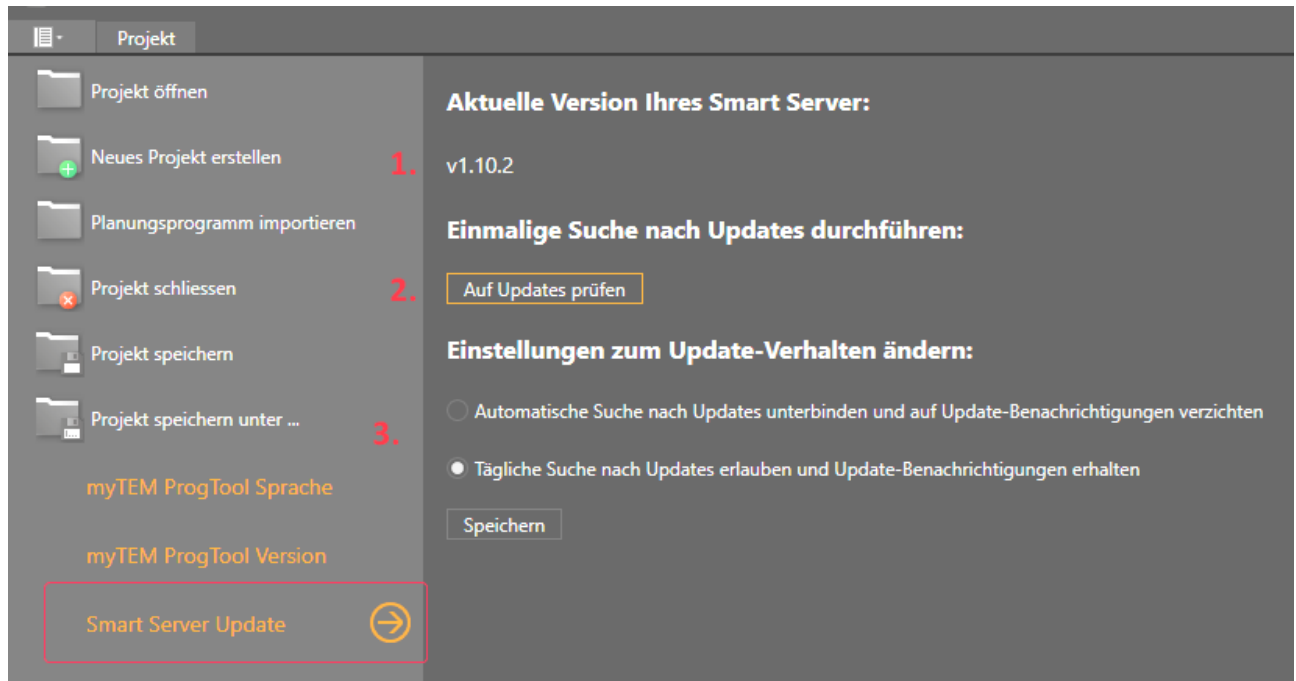 Projekt
Projekt öffnen
Neues Projekt erstellen
Planungsprogramm importieren
Projekt schliessen
Projekt speichern
Projekt speichern unter ...
myTEM ProgTool Sprache
myTEM ProgTool Version
Smart Server Update
Aktuelle Version Ihres Smart Server:
1. v1.10.2
Einmalige Suche nach Updates durchführen:
2. Auf Updates prüfen
Einstellungen zum Update-Verhalten ändern:
3. Automatische Suche nach Updates unterbinden und auf Update-Benachrichtigungen verzichten
Tägliche Suche nach Updates erlauben und Update-Benachrichtigungen erhalten
Speichern